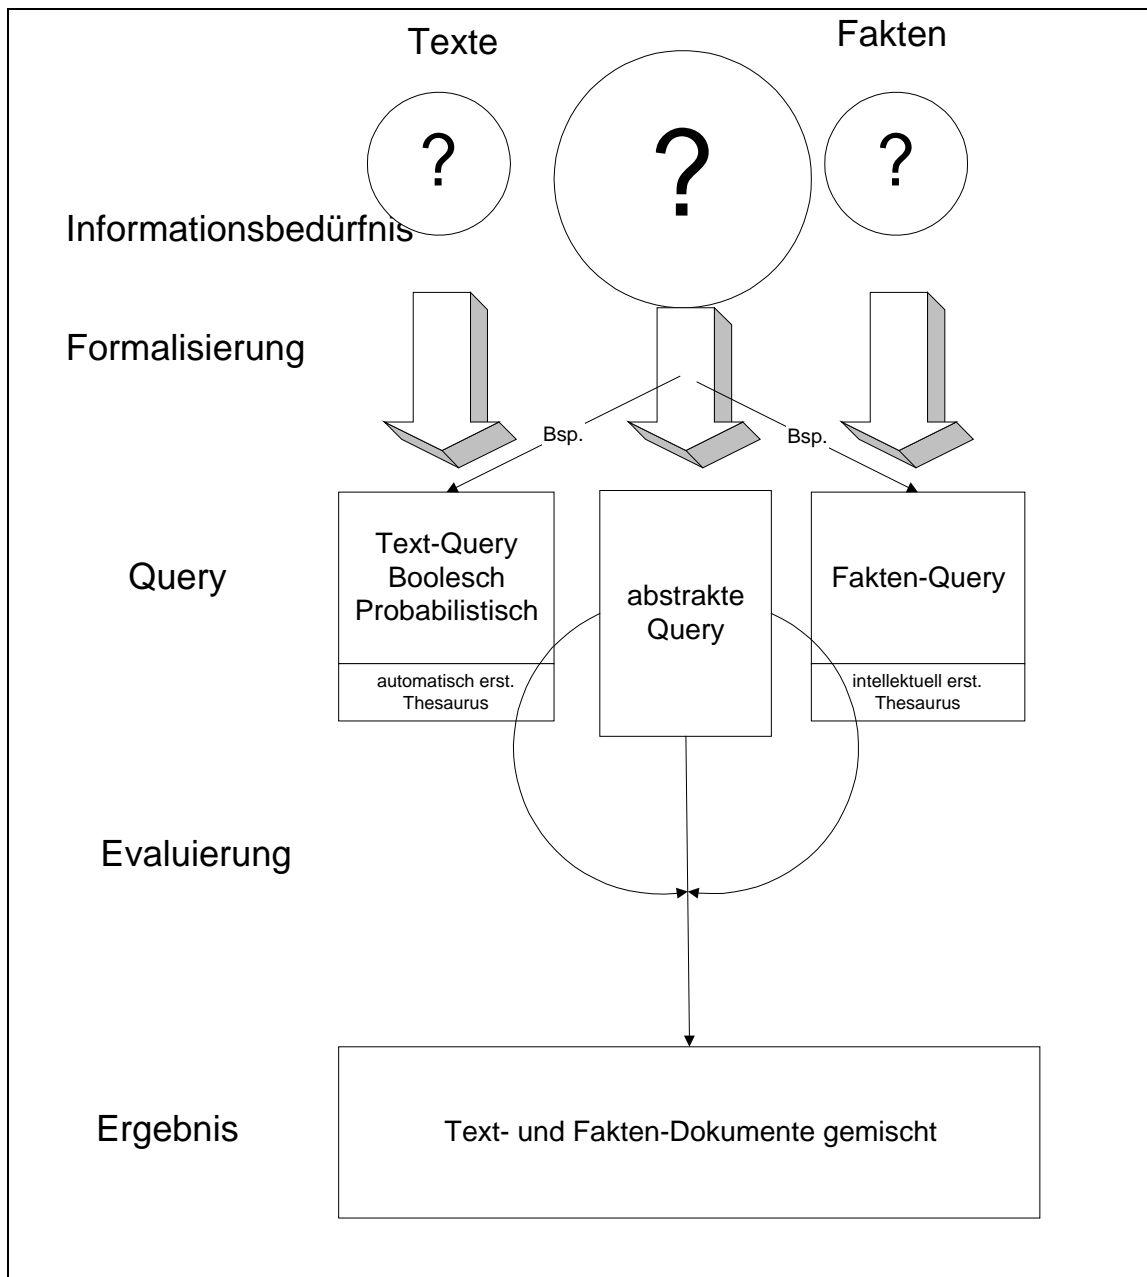 Texte
Fakten
?
?
?
Informationsbedürfnis
Formalisierung
Bsp.
Bsp.
Query
Text-Query
Boolesch
Probabilistisch
automatisch erst.
Thesaurus
abstrakte
Query
Fakten-Query
intellektuell erst.
Thesaurus
Evaluierung
Ergebnis
Text- und Fakten-Dokumente gemischt